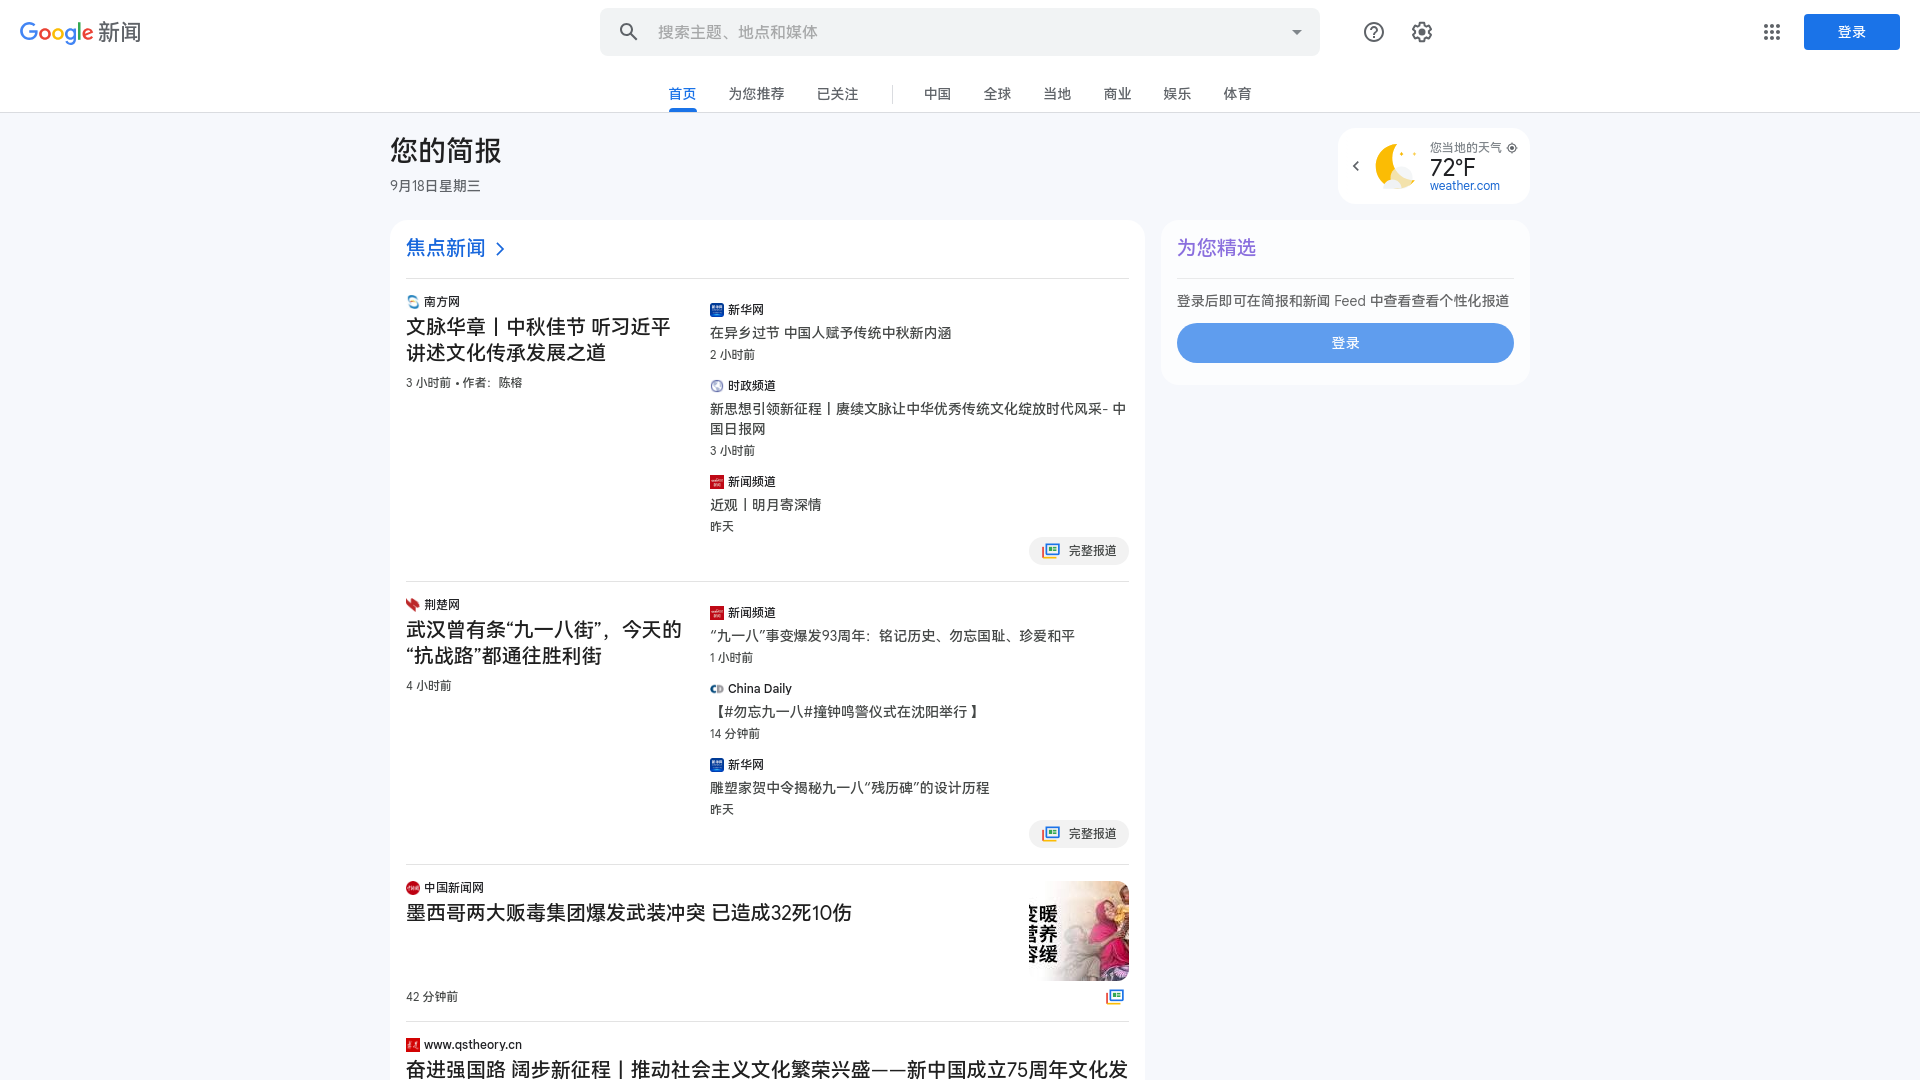 Google 新闻
搜索主题、地点和媒体
登录
首页
为您推荐
已关注
中国
全球
当地
商业
娱乐
体育
您的简报
9月18日星期三
您当地的天气
72°F
weather.com
焦点新闻
南方网
文脉华章丨中秋佳节 听习近平
讲述文化传承发展之道
3 小时前 • 作者：陈榕
新华网
在异乡过节 中国人赋予传统中秋新内涵
2 小时前
时政频道
新思想引领新征程丨赓续文脉让中华优秀传统文化绽放时代风采- 中
国日报网
3 小时前
新闻频道
近观丨明月寄深情
昨天
完整报道
荆楚网
武汉曾有条“九一八街”，今天的
“抗战路”都通往胜利街
4 小时前
新闻频道
“九一八”事变爆发93周年：铭记历史、勿忘国耻、珍爱和平
1 小时前
China Daily
【#勿忘九一八#撞钟鸣警仪式在沈阳举行 】
14 分钟前
新华网
雕塑家贺中令揭秘九一八“残历碑”的设计历程
昨天
完整报道
中国新闻网
墨西哥两大贩毒集团爆发武装冲突 已造成32死10伤
变暖
营养
容缓
42 分钟前
www.qstheory.cn
奋进强国路 阔步新征程丨推动社会主义文化繁荣兴盛——新中国成立75周年文化发
为您精选
登录后即可在简报和新闻 Feed 中查看查看个性化报道
登录